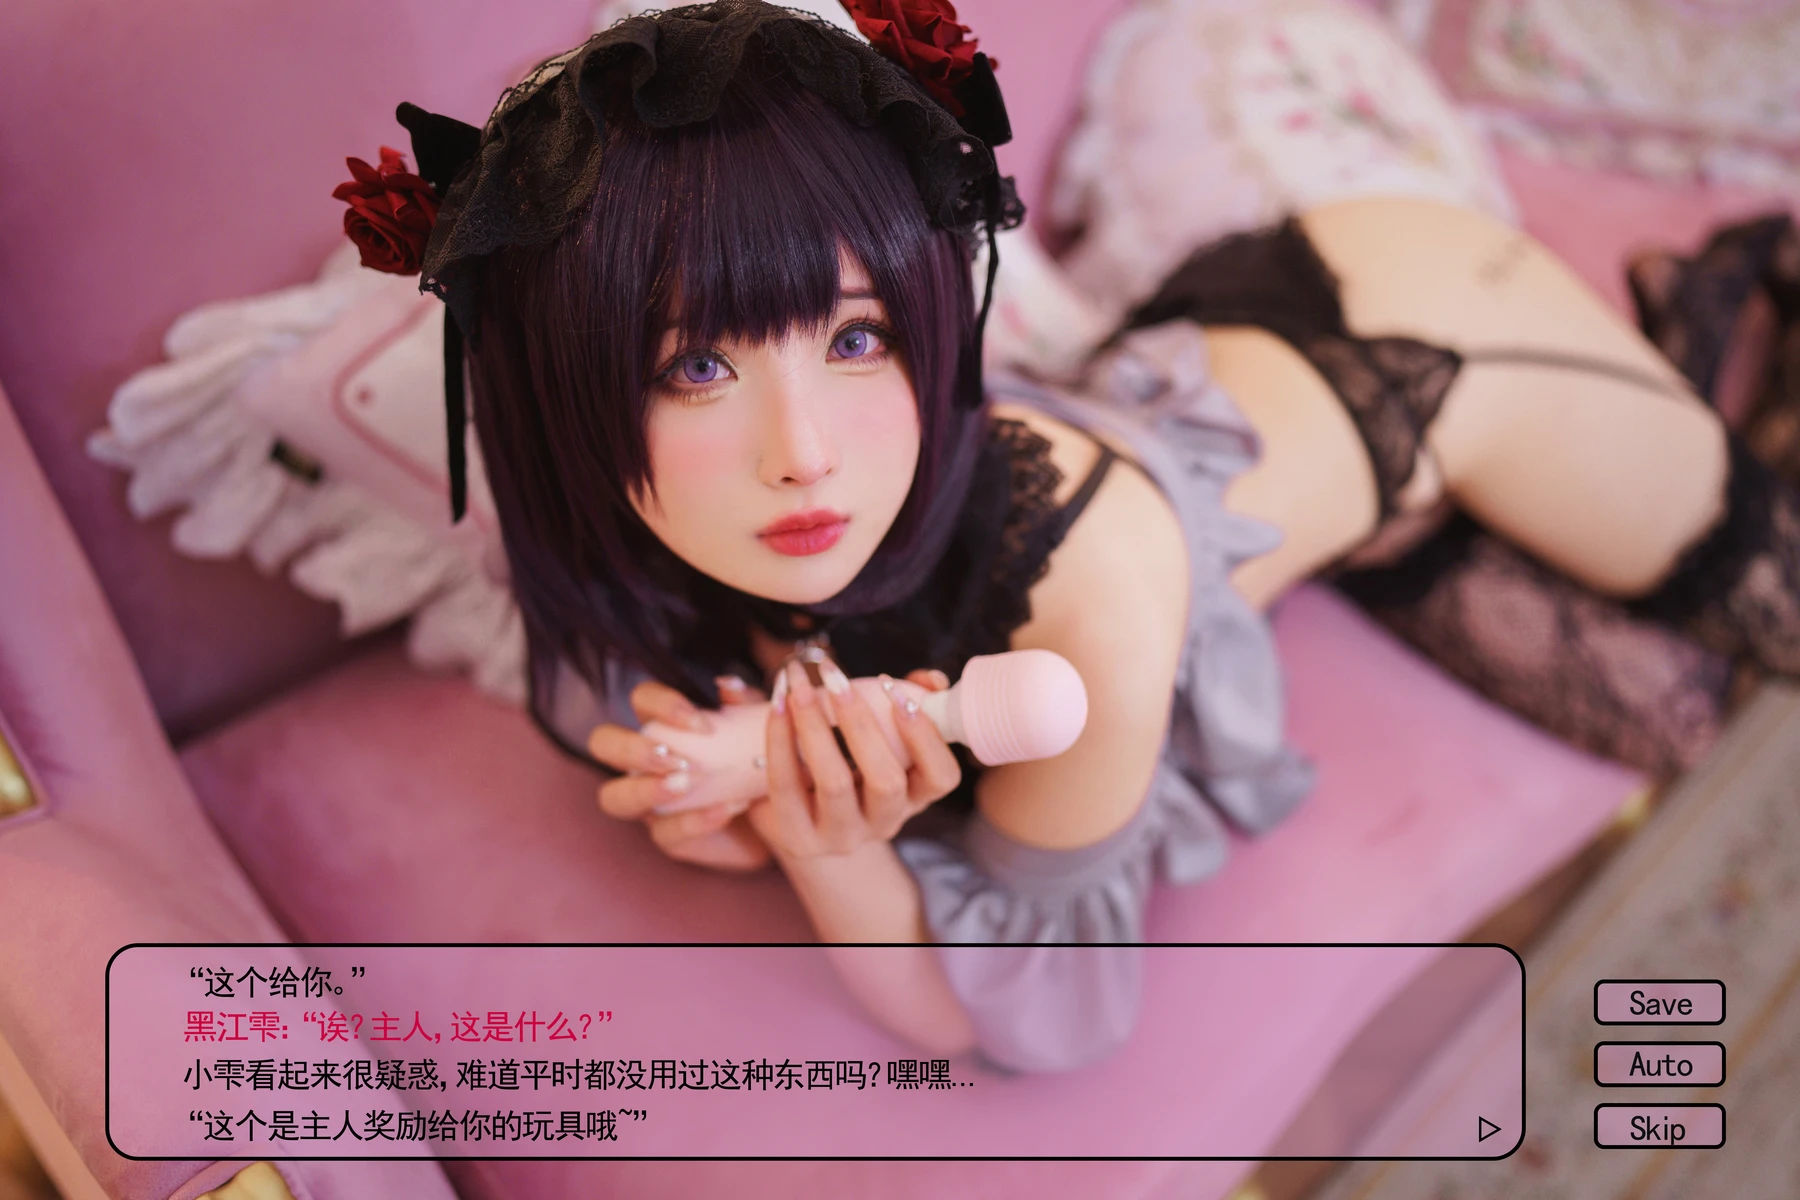 “这个给你。”
黑江雫：“诶？主人，这是什么？”
小雫看起来很疑惑，难道平时都没用过这种东西吗？嘿嘿...
“这个是主人奖励给你的玩具哦~”
Save
Auto
Skip